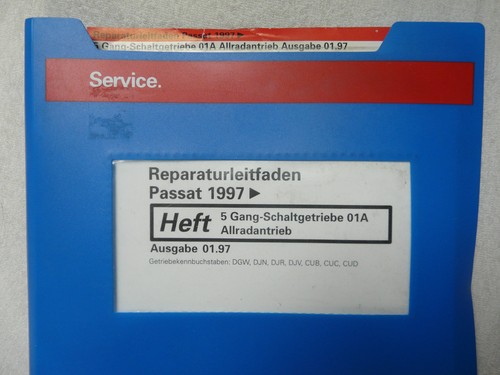 Reparaturleitfaden Passat 1997 ▶
5 Gang-Schaltgetriebe 01A Allradantrieb Ausgabe 01.97
Service.
Reparaturleitfaden
Passat 1997 ▶
Heft
5 Gang-Schaltgetriebe 01A
Allradantrieb
Ausgabe 01.97
Getriebekennbuchstaben: DGW, DJN, DJR, DJV, CUB, CUC, CUD